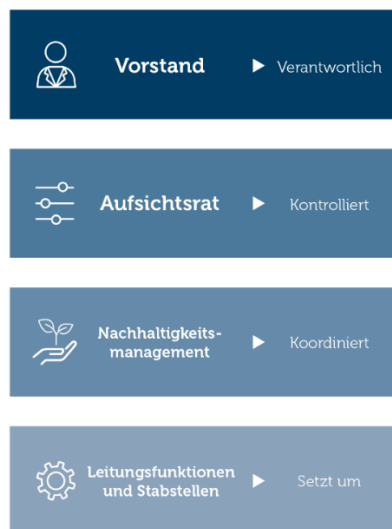 Vorstand Verantwortlich
Aufsichtsrat Kontrolliert
Nachhaltigkeits-
management Koordiniert
Leitungsfunktionen
und Stabstellen Setzt um